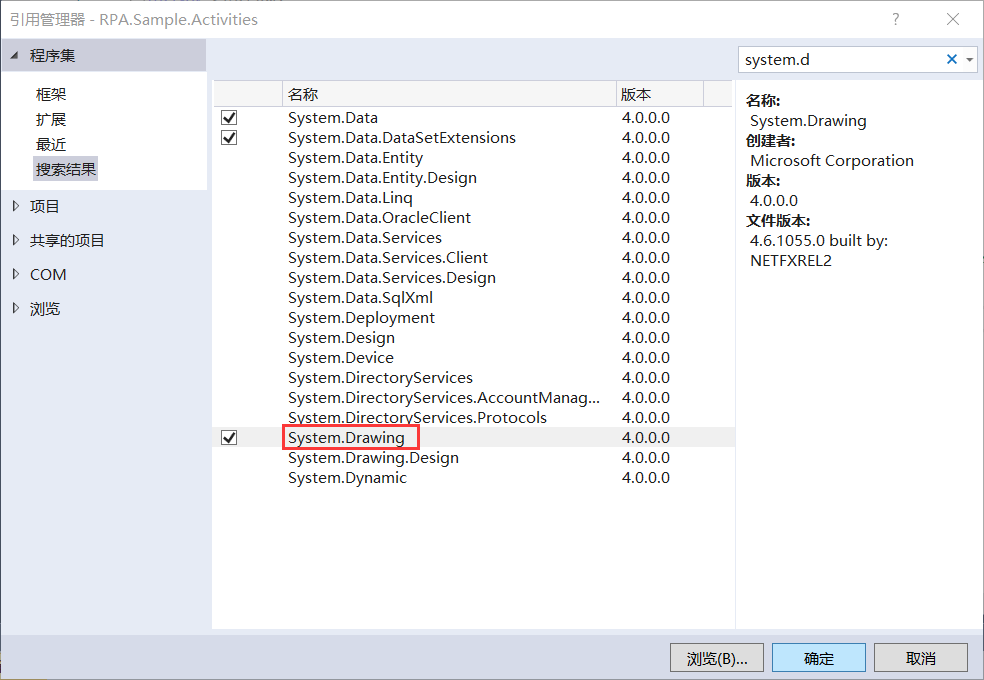 引用管理器 - RPA.Sample.Activities
?
程序集
system.d
框架
扩展
最近
搜索结果
项目
共享的项目
COM
浏览
名称 版本
System.Data 4.0.0.0
System.Data.DataSetExtensions 4.0.0.0
System.Data.Entity 4.0.0.0
System.Data.Entity.Design 4.0.0.0
System.Data.Linq 4.0.0.0
System.Data.OracleClient 4.0.0.0
System.Data.Services 4.0.0.0
System.Data.Services.Client 4.0.0.0
System.Data.Services.Design 4.0.0.0
System.Data.SqlXml 4.0.0.0
System.Deployment 4.0.0.0
System.Design 4.0.0.0
System.Device 4.0.0.0
System.DirectoryServices 4.0.0.0
System.DirectoryServices.AccountManag... 4.0.0.0
System.DirectoryServices.Protocols 4.0.0.0
System.Drawing 4.0.0.0
System.Drawing.Design 4.0.0.0
System.Dynamic 4.0.0.0
名称:
System.Drawing
创建者:
Microsoft Corporation
版本:
4.0.0.0
文件版本:
4.6.1055.0 built by:
NETFXREL2
浏览(B)... 确定 取消